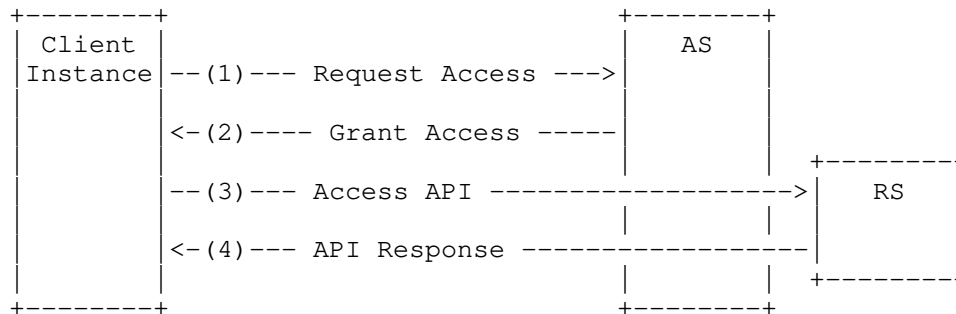 Client AS
Instance (1) Request Access
(2) Grant Access
(3) Access API RS
(4) API Response